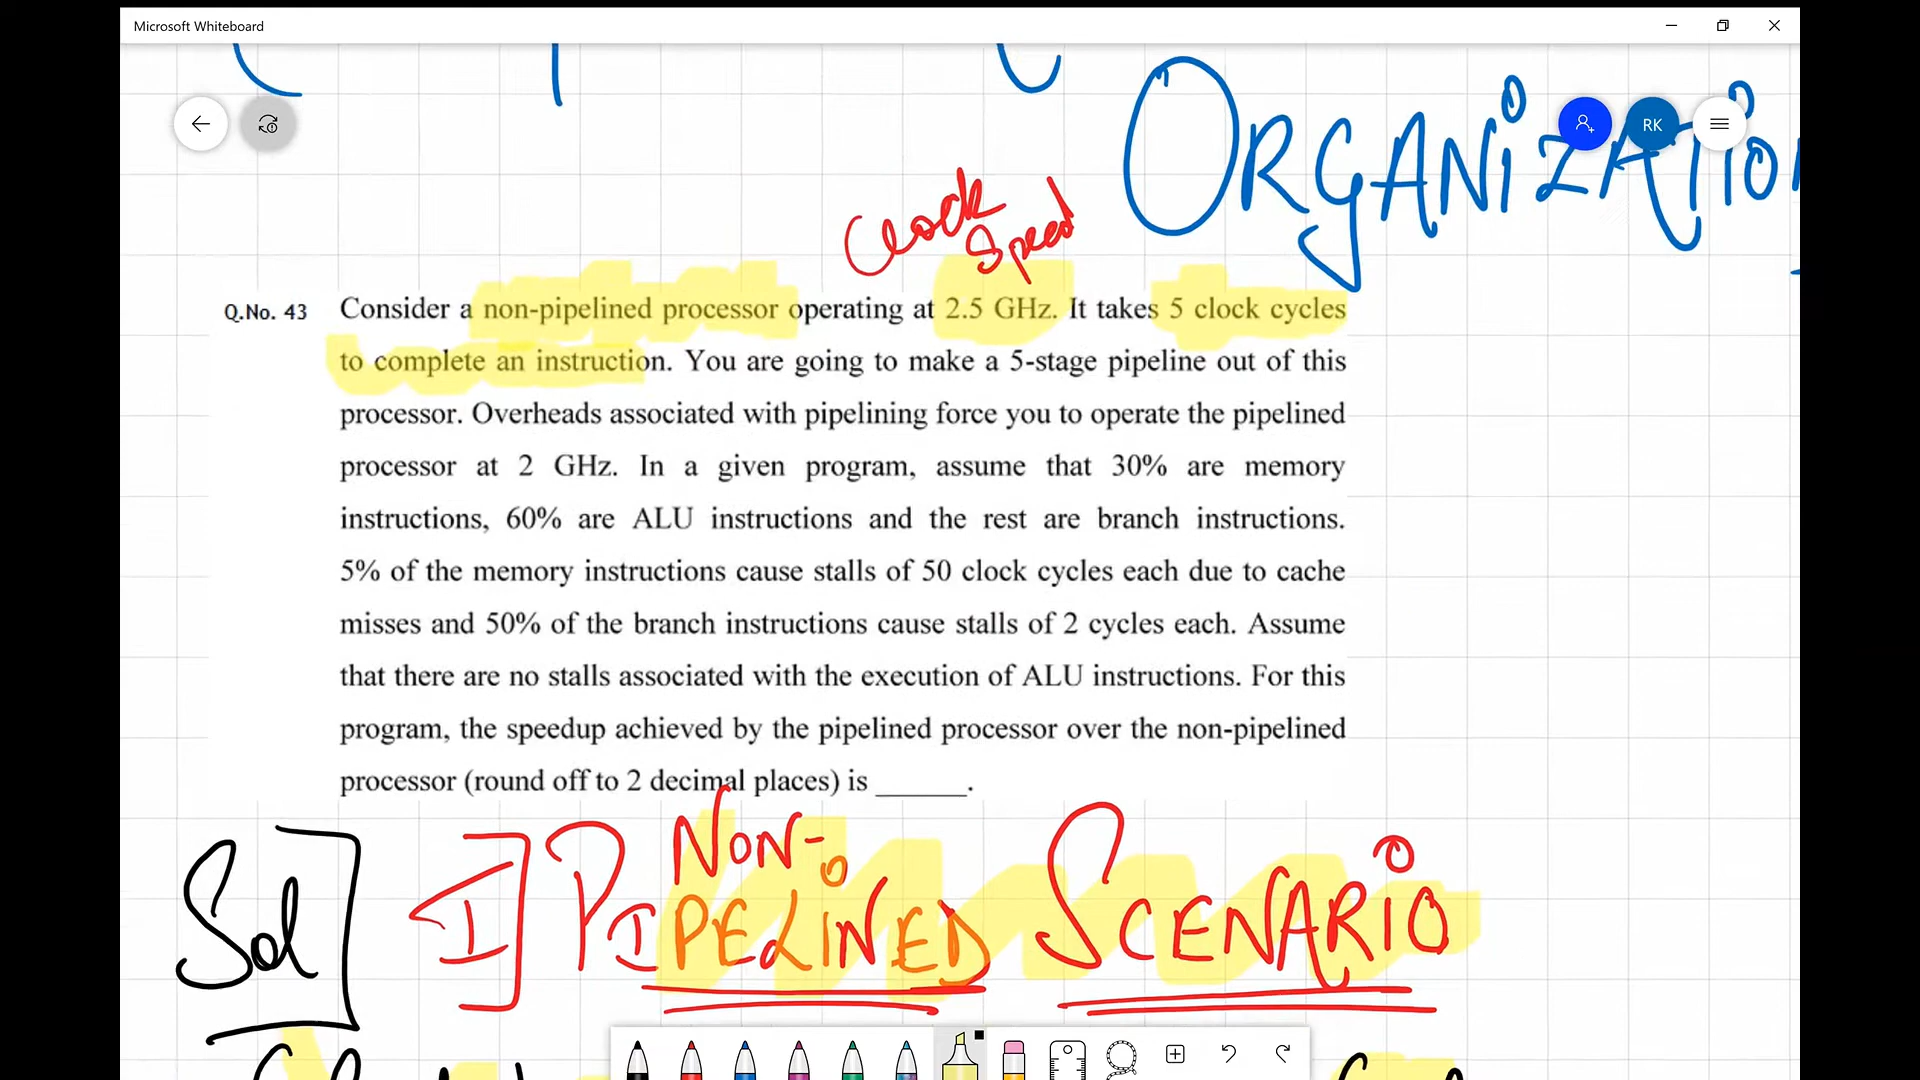 Microsoft Whiteboard
ORGANIZATIO
RK
Clock
Speed
Q.No. 43 Consider a non-pipelined processor operating at 2.5 GHz. It takes 5 clock cycles
to complete an instruction. You are going to make a 5-stage pipeline out of this
processor. Overheads associated with pipelining force you to operate the pipelined
processor at 2 GHz. In a given program, assume that 30% are memory
instructions, 60% are ALU instructions and the rest are branch instructions.
5% of the memory instructions cause stalls of 50 clock cycles each due to cache
misses and 50% of the branch instructions cause stalls of 2 cycles each. Assume
that there are no stalls associated with the execution of ALU instructions. For this
program, the speedup achieved by the pipelined processor over the non-pipelined
processor (round off to 2 decimal places) is ______.
NON-
Sol I] PIPELINED SCENARIO